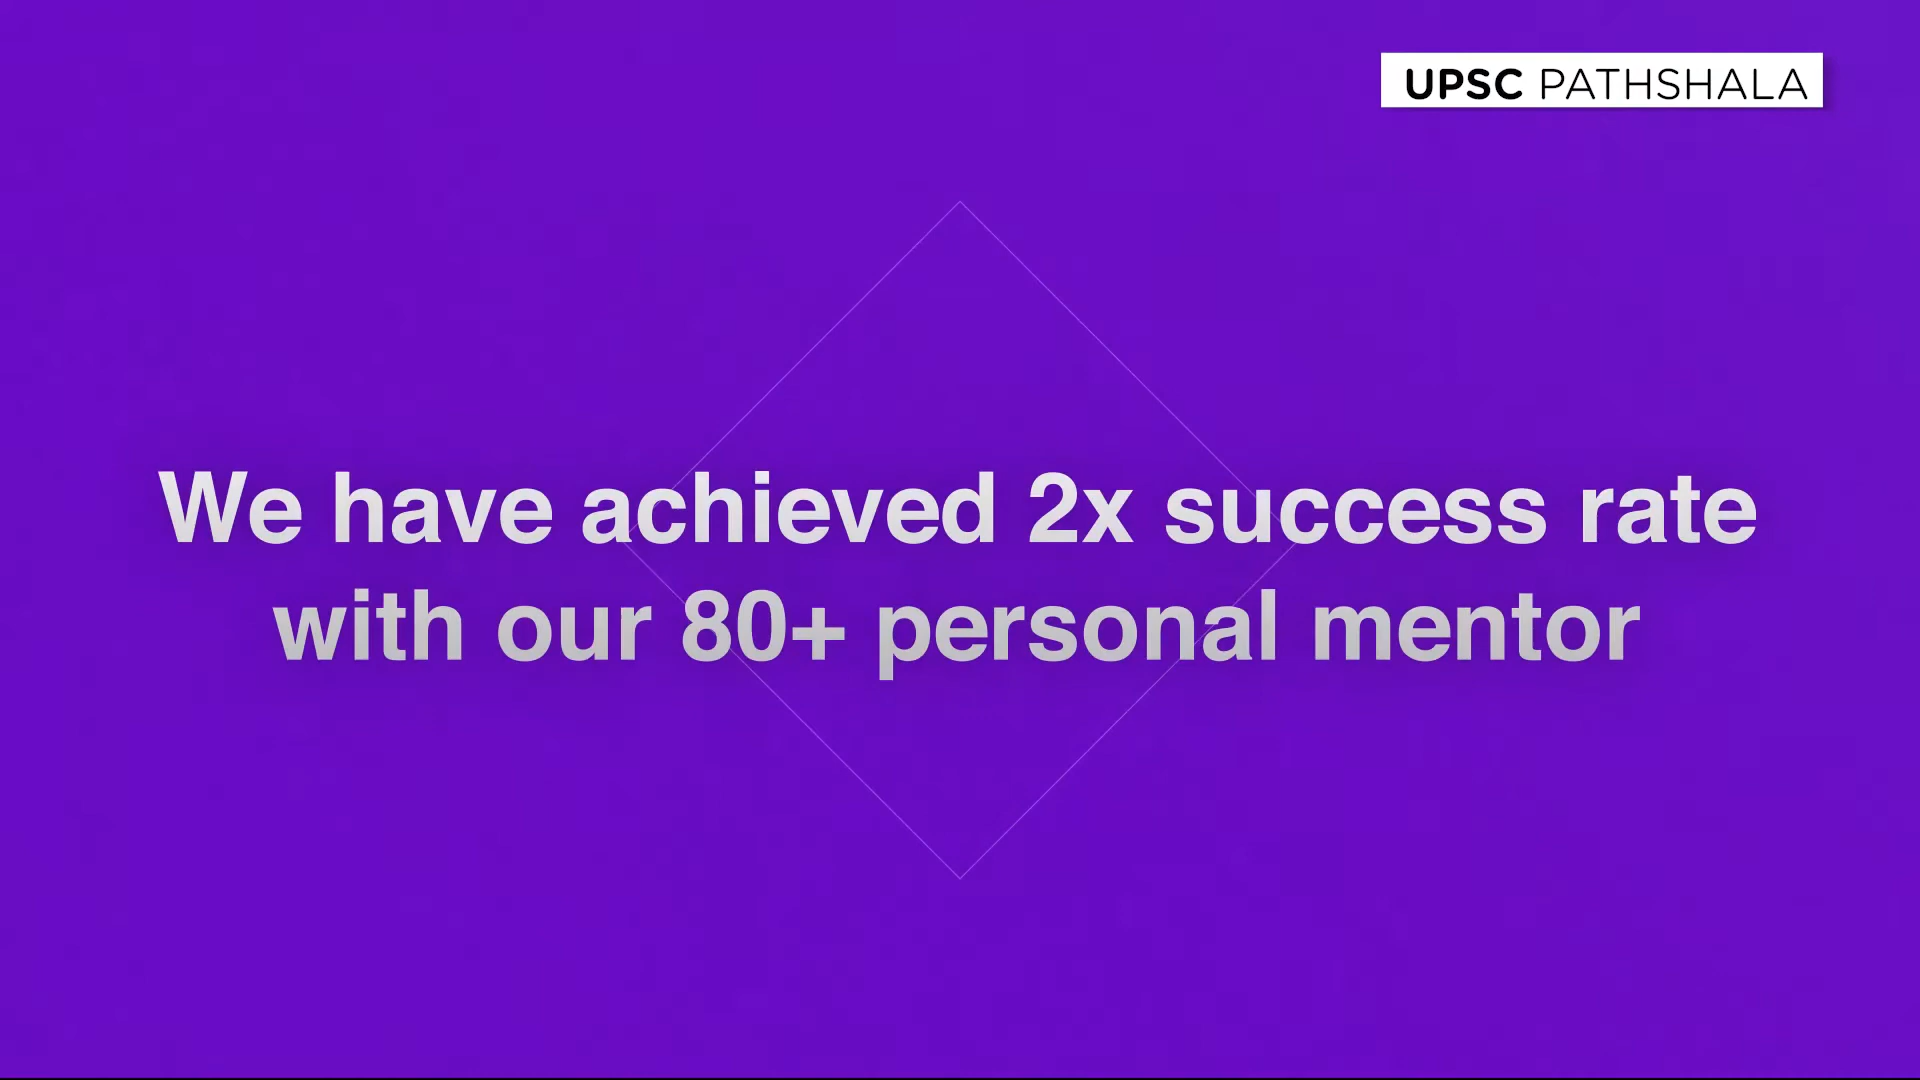 UPSC PATHSHALA
We have achieved 2x success rate
with our 80+ personal mentor